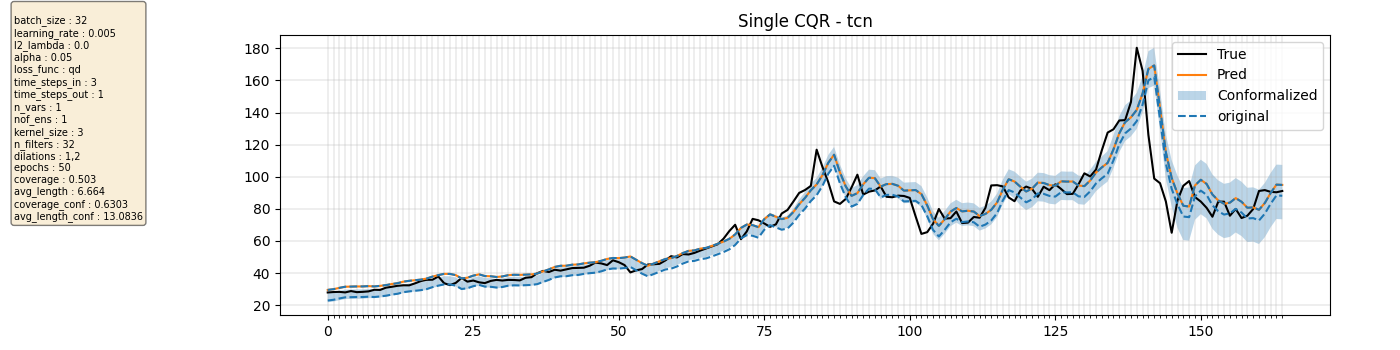 batch_size : 32
learning_rate : 0.005
l2_lambda : 0.0
alpha : 0.05
loss_func : qd
time_steps_in : 3
time_steps_out : 1
n_vars : 1
nof_ens : 1
kernel_size : 3
n_filters : 32
dilations : 1,2
epochs : 50
coverage : 0.503
avg_length : 6.664
coverage_conf : 0.6303
avg_length_conf : 13.0836
Single CQR - tcn
180
160
140
120
100
80
60
40
20
0 25 50 75 100 125 150
True
Pred
Conformalized
original